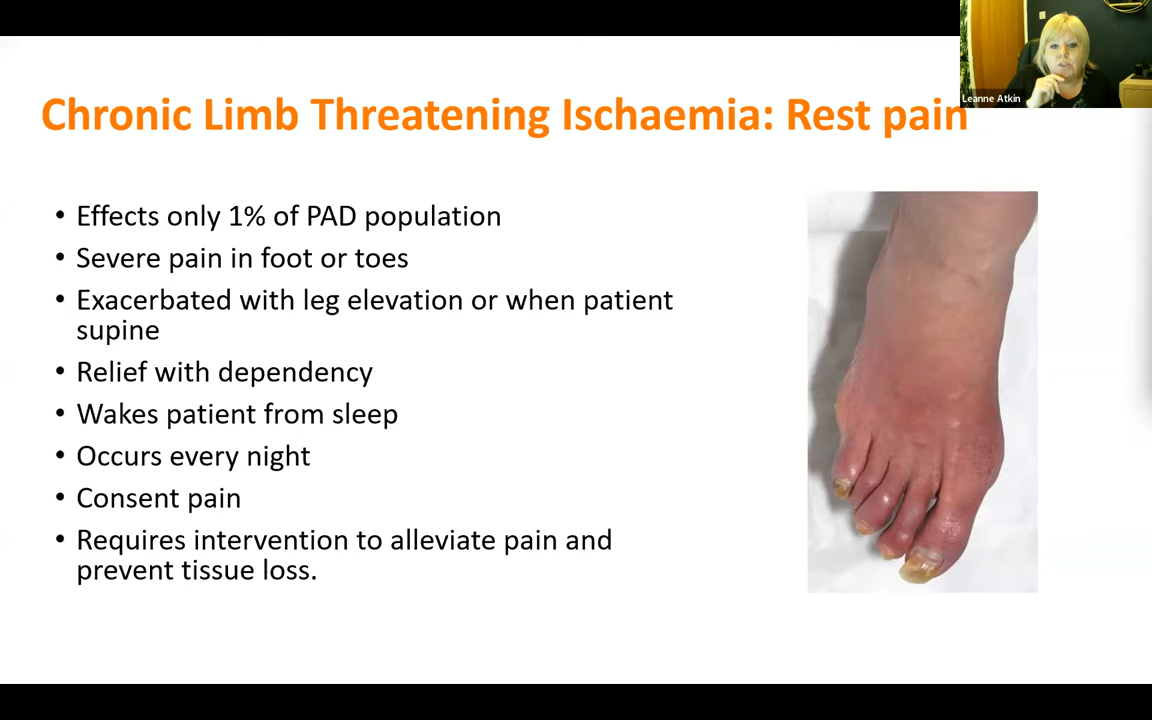 Leanne Atkin
Chronic Limb Threatening Ischaemia: Rest pain
• Effects only 1% of PAD population
• Severe pain in foot or toes
• Exacerbated with leg elevation or when patient
supine
• Relief with dependency
• Wakes patient from sleep
• Occurs every night
• Consent pain
• Requires intervention to alleviate pain and
prevent tissue loss.